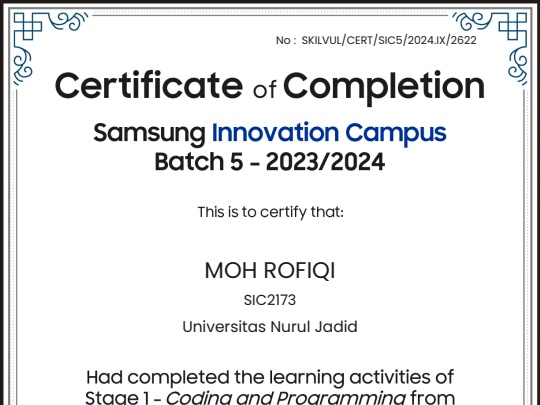 No : SKILVUL/CERT/SIC5/2024.IX/2622
Certificate of Completion
Samsung Innovation Campus
Batch 5 - 2023/2024
This is to certify that:
MOH ROFIQI
SIC2173
Universitas Nurul Jadid
Had completed the learning activities of
Stage 1 - Coding and Programming from